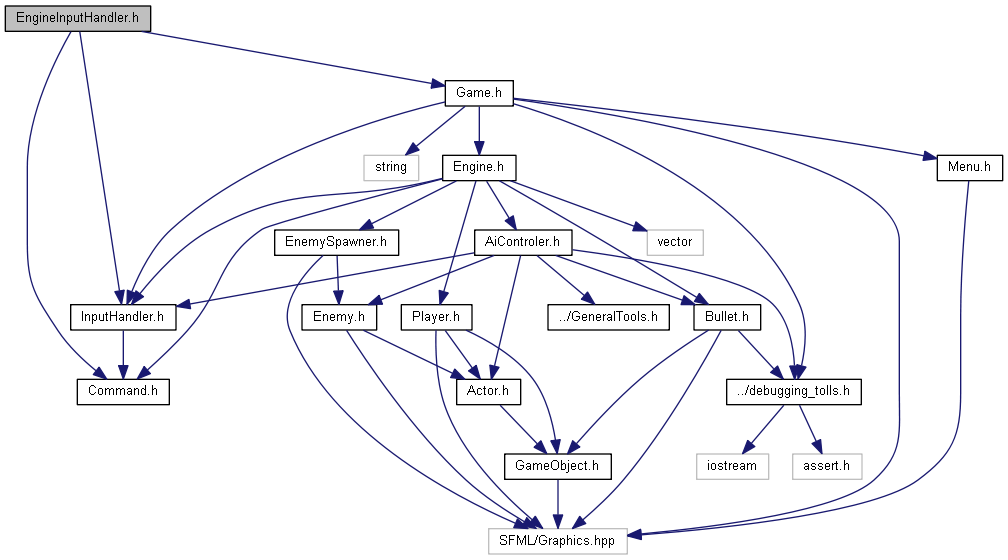 EngineInputHandler.h
Game.h
string
Engine.h
Menu.h
EnemySpawner.h
AiControler.h
vector
InputHandler.h
Enemy.h
Player.h
../GeneralTools.h
Bullet.h
Command.h
Actor.h
../debugging_tolls.h
GameObject.h
iostream
assert.h
SFML/Graphics.hpp